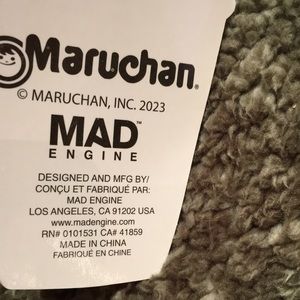 Maruchan.
© MARUCHAN, INC. 2023
MAD™
ENGINE
DESIGNED AND MFG BY/
CONÇU ET FABRIQUÉ PAR:
MAD ENGINE
LOS ANGELES, CA 91202 USA
www.madengine.com
RN# 0101531 CA# 41859
MADE IN CHINA
FABRIQUÉ EN CHINE